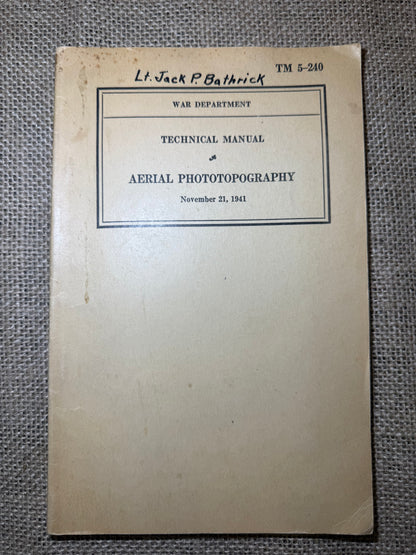 TM 5–240
Lt. Jack P. Bathrick
WAR DEPARTMENT
TECHNICAL MANUAL
AERIAL PHOTOTOPOGRAPHY
November 21, 1941